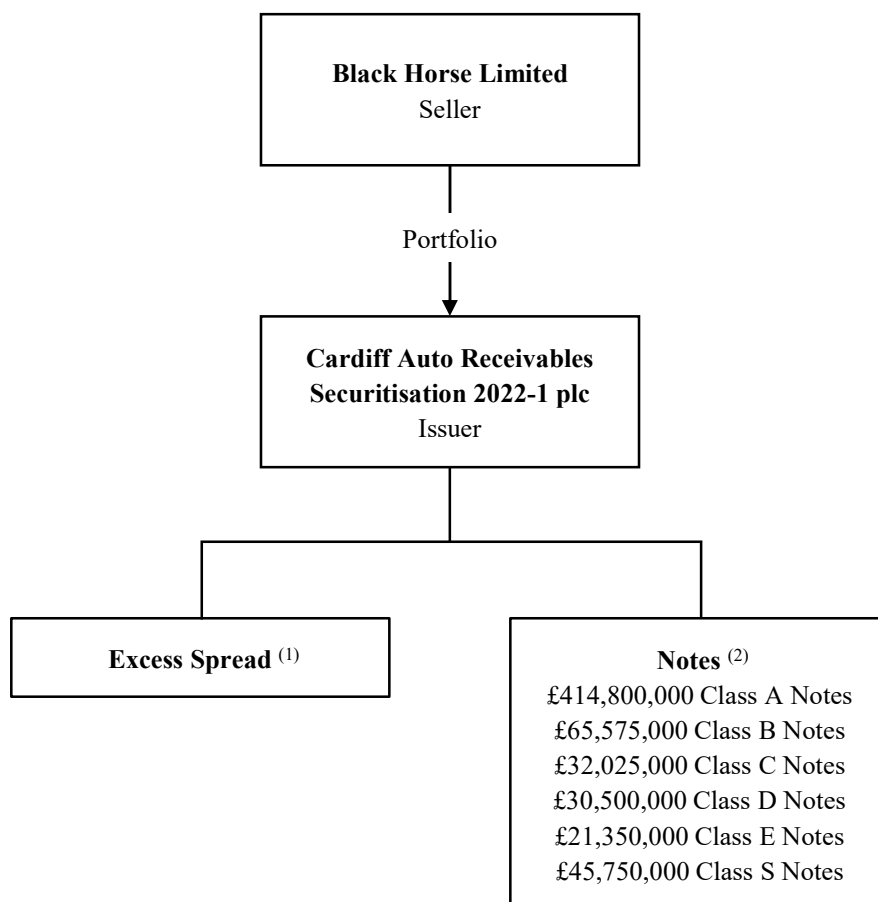 Black Horse Limited
Seller
Portfolio
Cardiff Auto Receivables
Securitisation 2022-1 plc
Issuer
Excess Spread (1)
Notes (2)
£414,800,000 Class A Notes
£65,575,000 Class B Notes
£32,025,000 Class C Notes
£30,500,000 Class D Notes
£21,350,000 Class E Notes
£45,750,000 Class S Notes